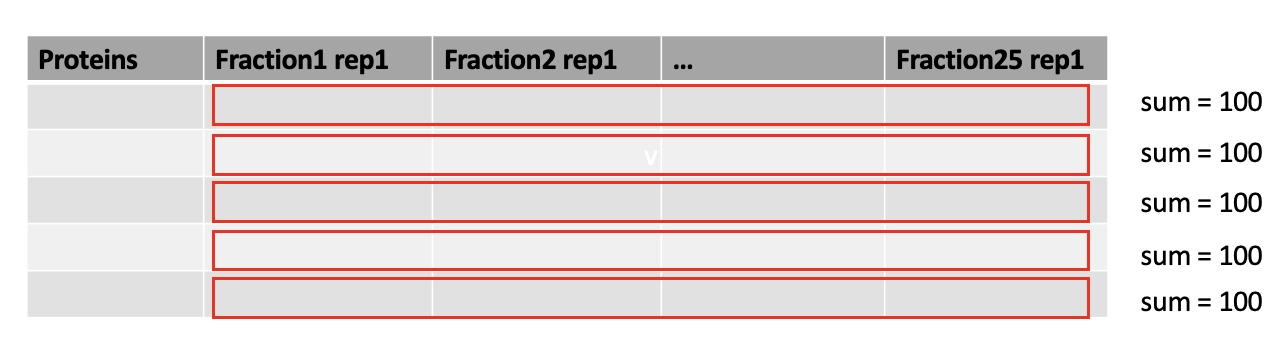 Proteins Fraction1 rep1 Fraction2 rep1 ... Fraction25 rep1
sum = 100
v sum = 100
sum = 100
sum = 100
sum = 100